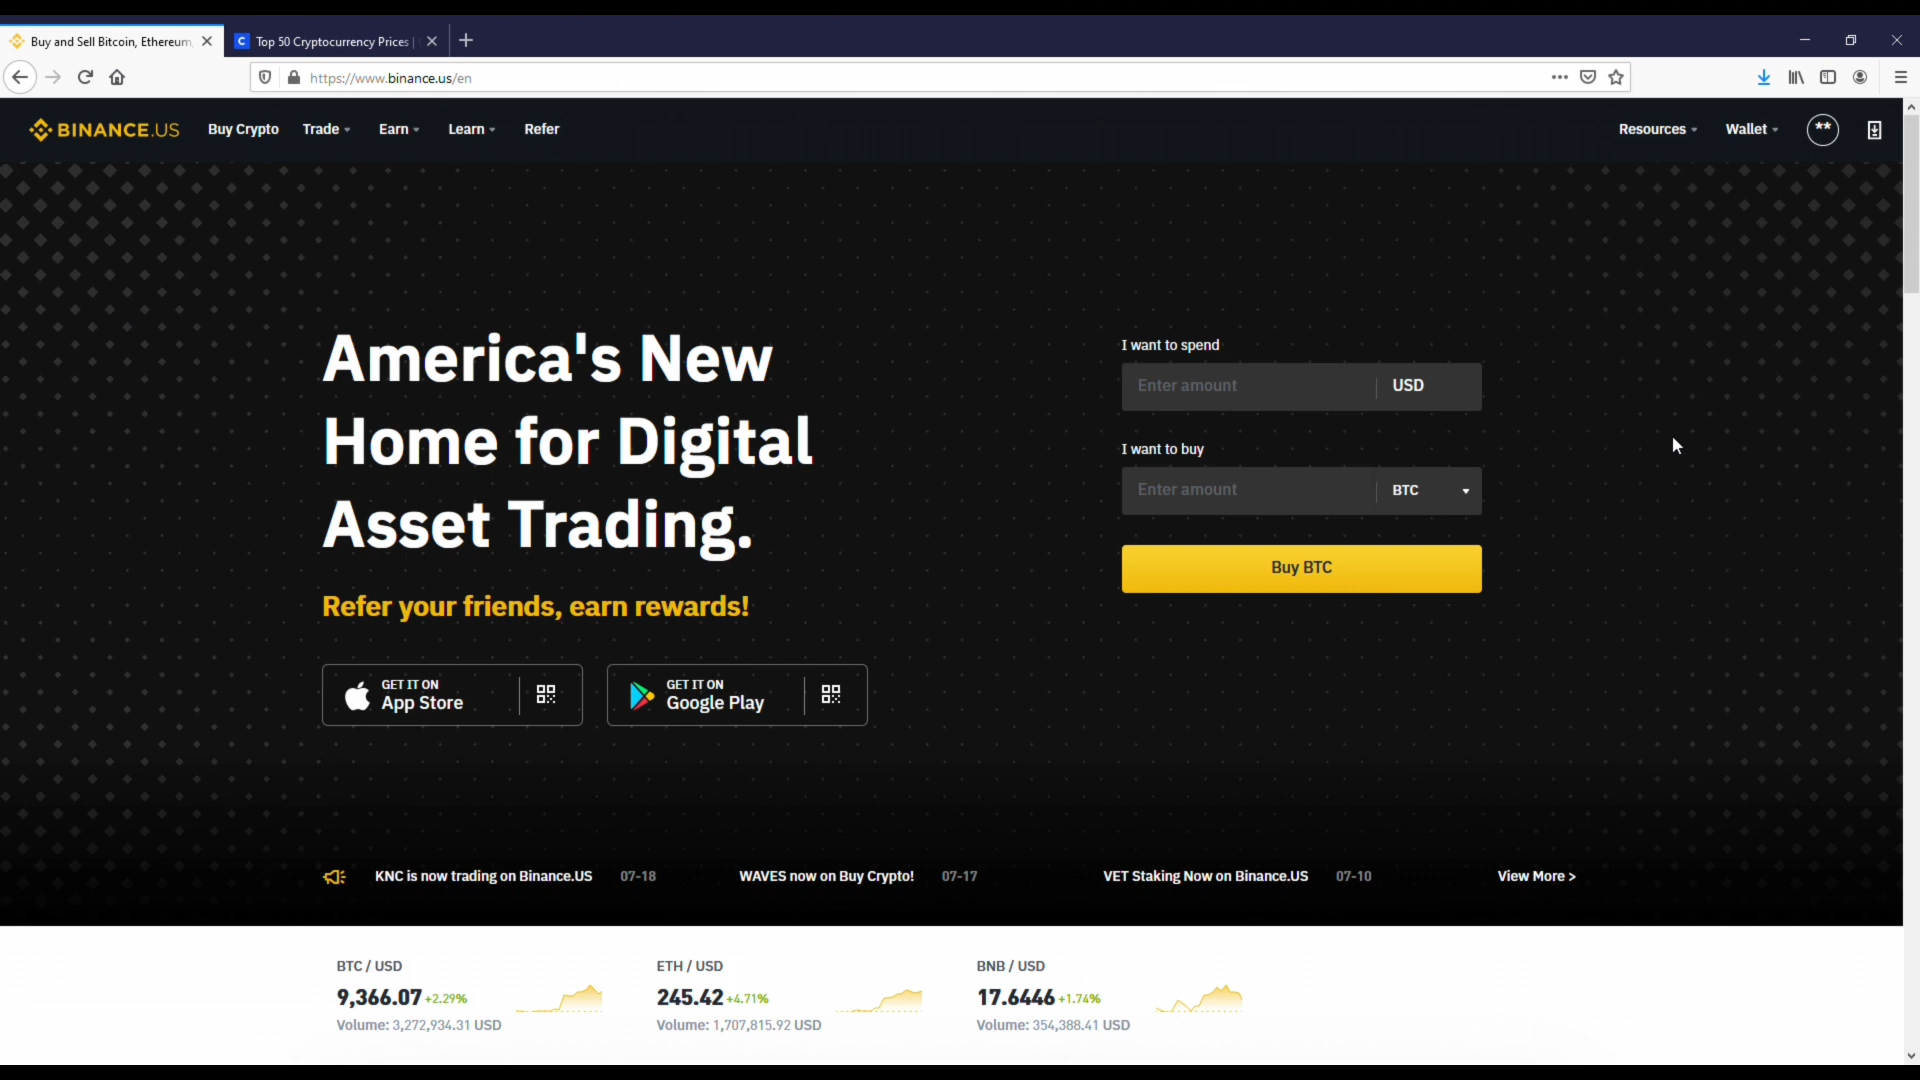 Buy and Sell Bitcoin, Ethereum,
Top 50 Cryptocurrency Prices |
https://www.binance.us/en
BINANCE.US
Buy Crypto
Trade
Earn
Learn
Refer
Resources
Wallet
**
America's New
Home for Digital
Asset Trading.
Refer your friends, earn rewards!
GET IT ON
App Store
GET IT ON
Google Play
I want to spend
Enter amount
USD
I want to buy
Enter amount
BTC
Buy BTC
KNC is now trading on Binance.US 07-18
WAVES now on Buy Crypto! 07-17
VET Staking Now on Binance.US 07-10
View More >
BTC / USD
9,366.07 +2.29%
Volume: 3,272,934.31 USD
ETH / USD
245.42 +4.71%
Volume: 1,707,815.92 USD
BNB / USD
17.6446 +1.74%
Volume: 354,388.41 USD